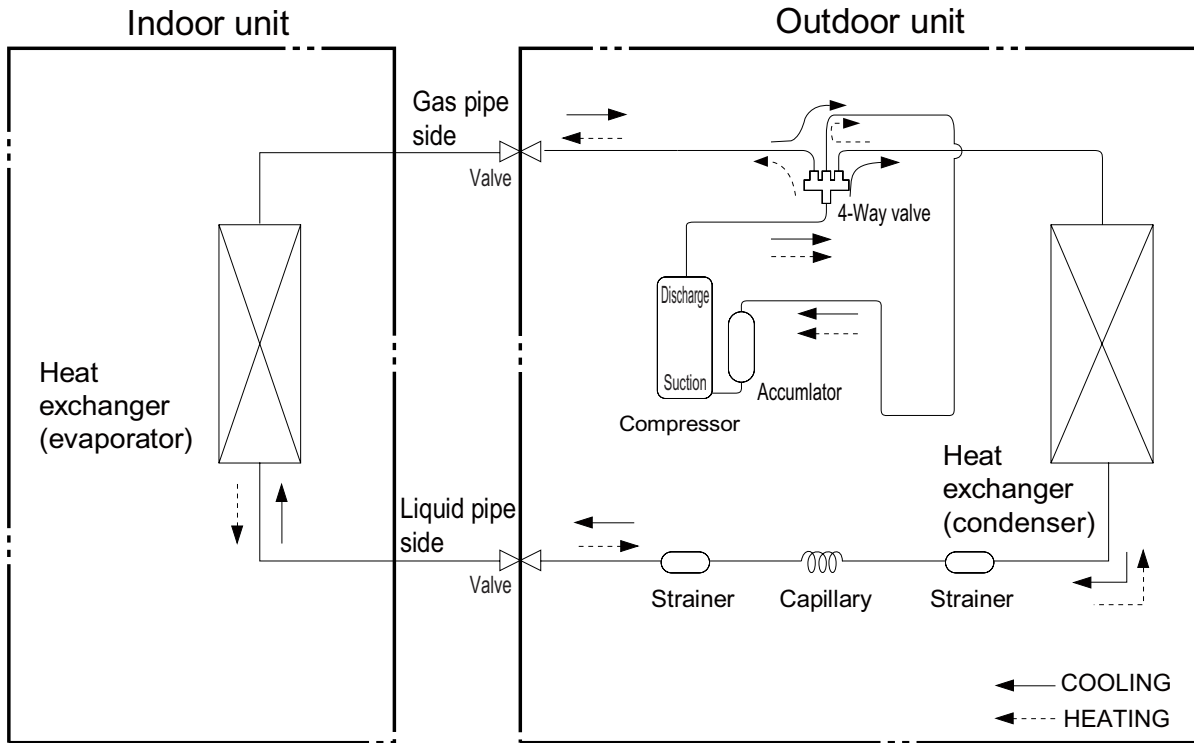 Indoor unit
Outdoor unit
Gas pipe
side
Valve
4-Way valve
Discharge
Suction
Accumlator
Compressor
Heat
exchanger
(evaporator)
Heat
exchanger
(condenser)
Liquid pipe
side
Valve
Strainer
Capillary
Strainer
COOLING
HEATING